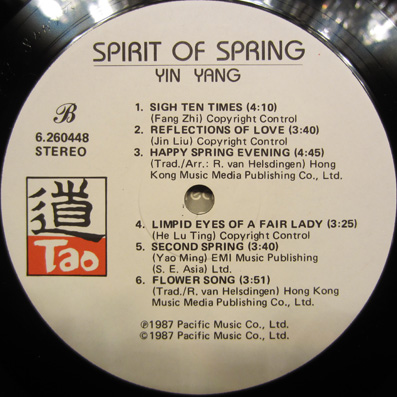 SPIRIT OF SPRING
YIN YANG
B
6.260448
STEREO
1. SIGH TEN TIMES (4:10)
(Fang Zhi) Copyright Control
2. REFLECTIONS OF LOVE (3:40)
(Jin Liu) Copyright Control
3. HAPPY SPRING EVENING (4:45)
(Trad./Arr.: R. van Helsdingen) Hong
Kong Music Media Publishing Co., Ltd.
道
Tao
4. LIMPID EYES OF A FAIR LADY (3:25)
(He Lu Ting) Copyright Control
5. SECOND SPRING (3:40)
(Yao Ming) EMI Music Publishing
(S. E. Asia) Ltd.
6. FLOWER SONG (3:51)
(Trad./R. van Helsdingen) Hong Kong
Music Media Publishing Co., Ltd.
℗1987 Pacific Music Co., Ltd.
©1987 Pacific Music Co., Ltd.